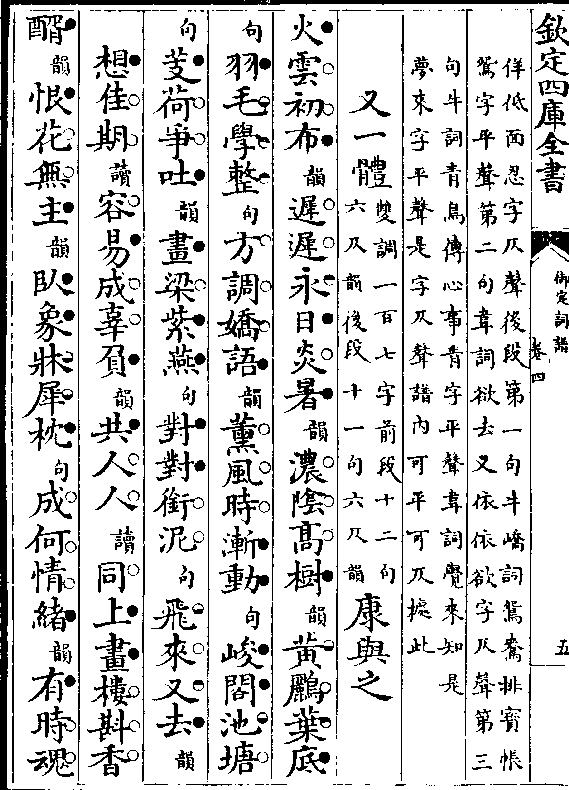 欽定四庫全書
御定詞譜
卷四
五
佯低面忍字仄聲後段第一句牛嶠詞鴛鴦排寶帳
鴛字平聲第二句韋詞欲去又依依欲字仄聲第三
句牛詞青鳥傳心事青字平聲韋詞覺來知是
夢來字平聲是字仄聲譜內可平可仄據此
又一體雙調一百七字前段十二句
六仄韻後段十一句六仄韻康與之
火雲初布韻遲遲永日炎暑韻濃陰高樹韻黃鸝葉底
句羽毛學整句方調嬌語韻薰風時漸動句峻閣池塘
句芰荷爭吐韻畫梁紫燕句對對銜泥句飛來又去韻
想佳期讀容易成辜負韻共人人讀同上畫樓斟香
醑韻恨花無主韻臥象牀犀枕句成何情緒韻有時魂